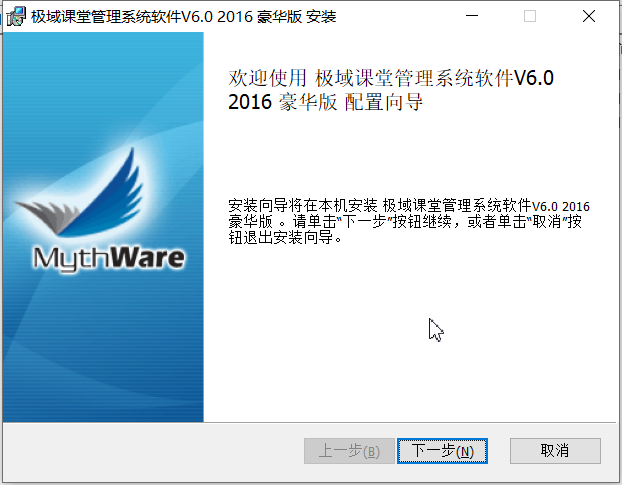 极域课堂管理系统软件V6.0 2016 豪华版 安装
欢迎使用 极域课堂管理系统软件V6.0
2016 豪华版 配置向导
安装向导将在本机安装 极域课堂管理系统软件V6.0 2016
豪华版 。请单击“下一步”按钮继续，或者单击“取消”按
钮退出安装向导。
MythWare
上一步(B)
下一步(N)
取消